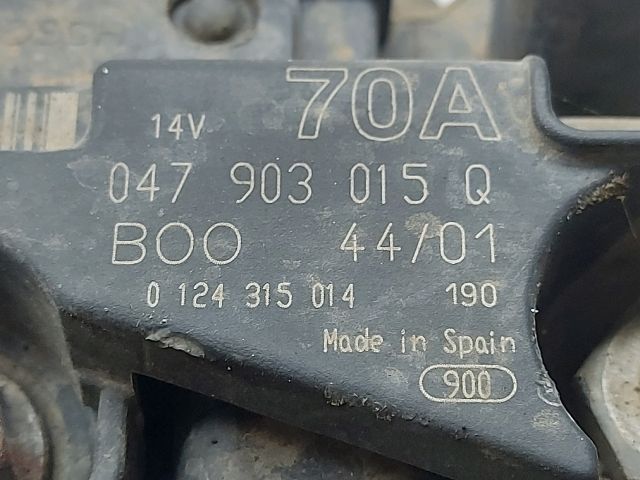 14V 70A
047 903 015 Q
BOO 44/01
0 124 315 014 190
Made in Spain
900